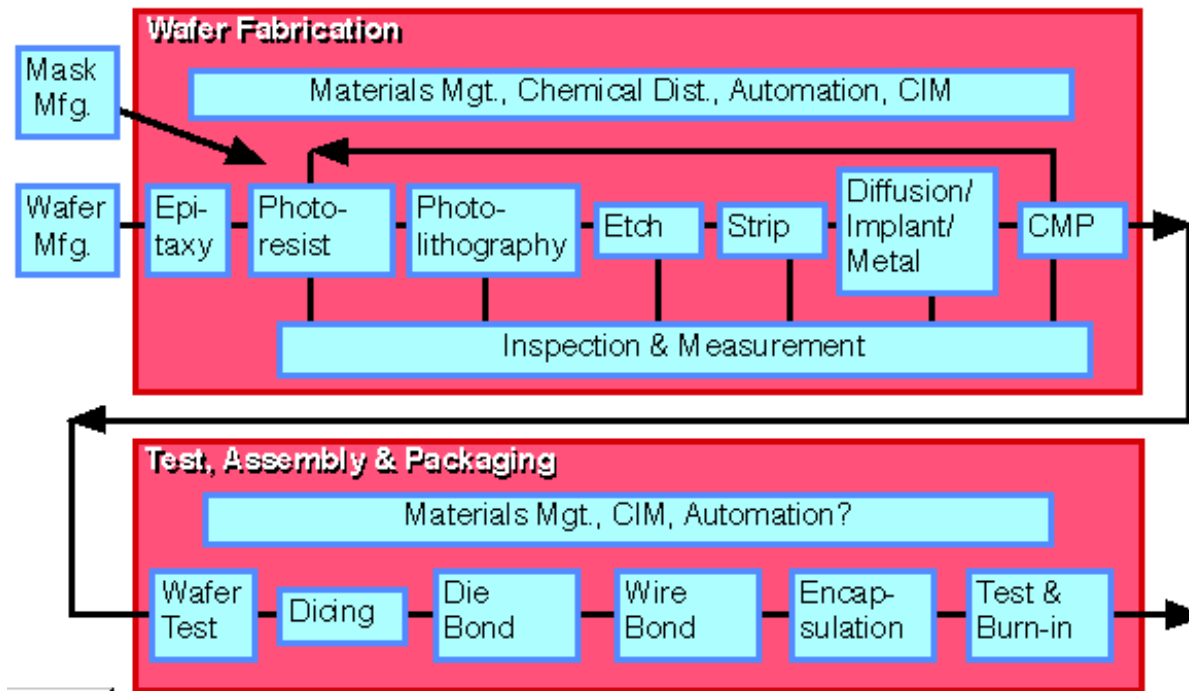 Wafer Fabrication
Mask
Mfg.
Materials Mgt., Chemical Dist., Automation, CIM
Wafer
Mfg.
Epi-
taxy
Photo-
resist
Photo-
lithography
Etch
Strip
Diffusion/
Implant/
Metal
CMP
Inspection & Measurement
Test, Assembly & Packaging
Materials Mgt., CIM, Automation?
Wafer
Test
Dicing
Die
Bond
Wire
Bond
Encap-
sulation
Test &
Burn-in